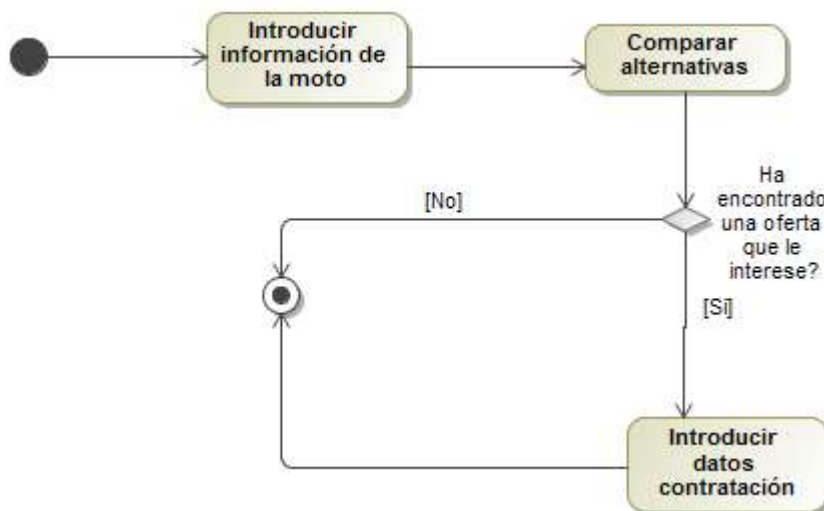 Introducir
información de
la moto
Comparar
alternativas
Ha
encontrado
una oferta
que le
interese?
[No]
[Si]
Introducir
datos
contratación